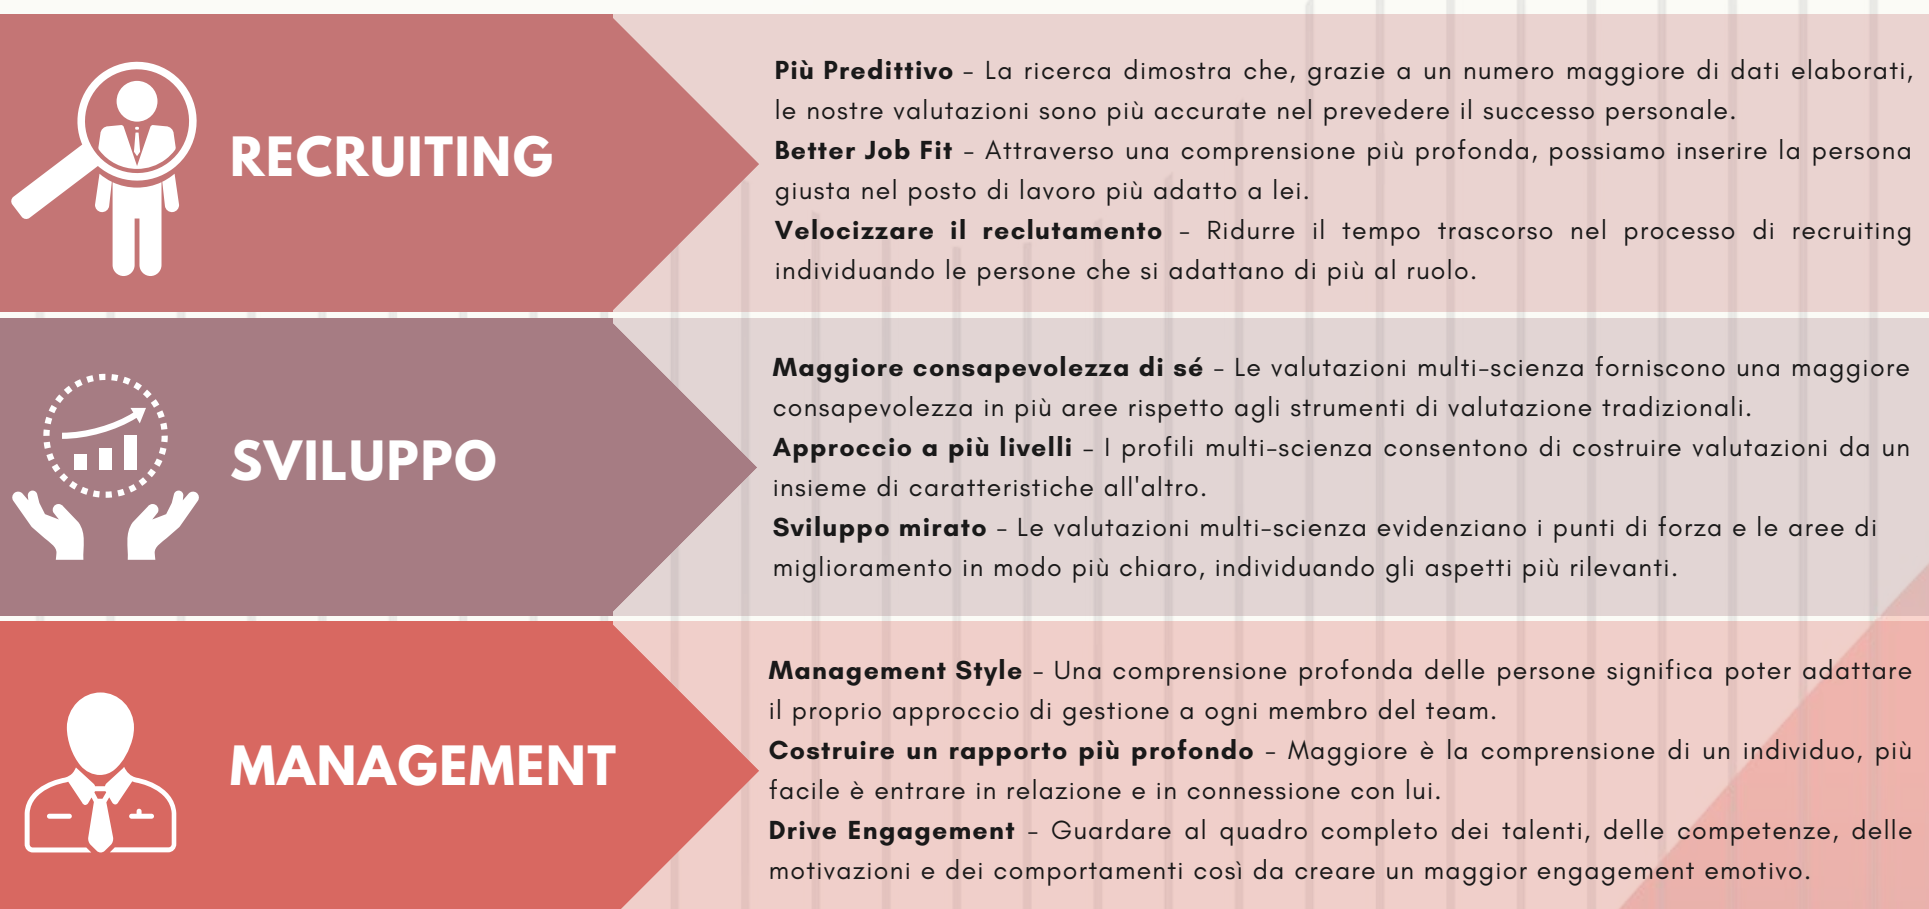 RECRUITING
Più Predittivo - La ricerca dimostra che, grazie a un numero maggiore di dati elaborati,
le nostre valutazioni sono più accurate nel prevedere il successo personale.
Better Job Fit - Attraverso una comprensione più profonda, possiamo inserire la persona
giusta nel posto di lavoro più adatto a lei.
Velocizzare il reclutamento - Ridurre il tempo trascorso nel processo di recruiting
individuando le persone che si adattano di più al ruolo.
SVILUPPO
Maggiore consapevolezza di sé - Le valutazioni multi-scienza forniscono una maggiore
consapevolezza in più aree rispetto agli strumenti di valutazione tradizionali.
Approccio a più livelli - I profili multi-scienza consentono di costruire valutazioni da un
insieme di caratteristiche all'altro.
Sviluppo mirato - Le valutazioni multi-scienza evidenziano i punti di forza e le aree di
miglioramento in modo più chiaro, individuando gli aspetti più rilevanti.
MANAGEMENT
Management Style - Una comprensione profonda delle persone significa poter adattare
il proprio approccio di gestione a ogni membro del team.
Costruire un rapporto più profondo - Maggiore è la comprensione di un individuo, più
facile è entrare in relazione e in connessione con lui.
Drive Engagement - Guardare al quadro completo dei talenti, delle competenze, delle
motivazioni e dei comportamenti così da creare un maggior engagement emotivo.